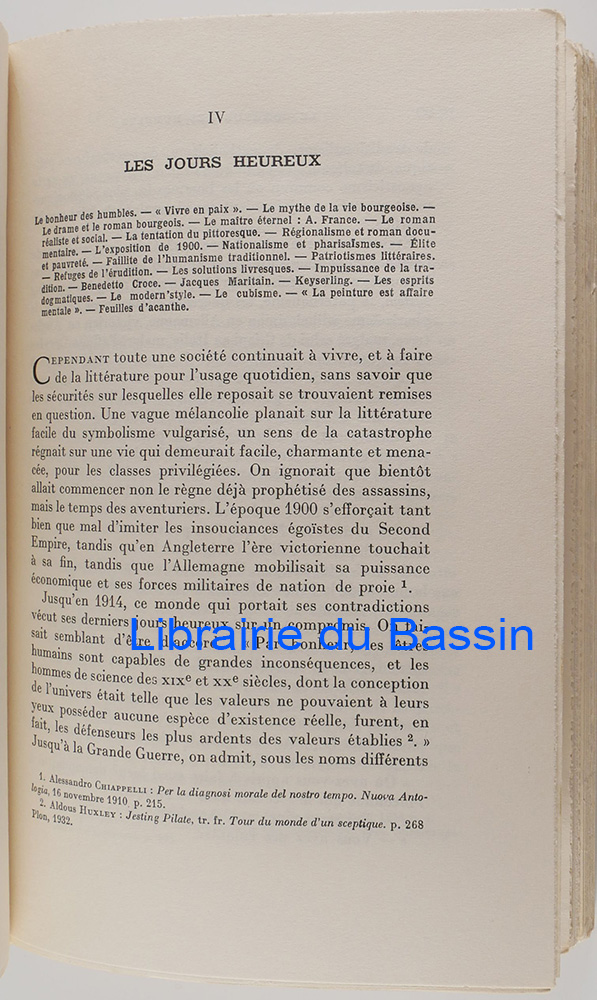 IV
LES JOURS HEUREUX
Le bonheur des humbles. — « Vivre en paix ». — Le mythe de la vie bourgeoise. —
Le drame et le roman bourgeois. — Le maître éternel : A. France. — Le roman
réaliste et social. — La tentation du pittoresque. — Régionalisme et roman docu-
mentaire. — L'exposition de 1900. — Nationalisme et pharisaïsmes. — Élite
et pauvreté. — Faillite de l'humanisme traditionnel. — Patriotismes littéraires.
— Refuges de l'érudition. — Les solutions livresques. — Impuissance de la tra-
dition. — Benedetto Croce. — Jacques Maritain. — Keyserling. — Les esprits
dogmatiques. — Le modern'style. — Le cubisme. — « La peinture est affaire
mentale ». — Feuilles d'acanthe.
CEPENDANT toute une société continuait à vivre, et à faire
de la littérature pour l'usage quotidien, sans savoir que
les sécurités sur lesquelles elle reposait se trouvaient remises
en question. Une vague mélancolie planait sur la littérature
facile du symbolisme vulgarisé, un sens de la catastrophe
régnait sur une vie qui demeurait facile, charmante et mena-
cée, pour les classes privilégiées. On ignorait que bientôt
allait commencer non le règne déjà prophétisé des assassins,
mais le temps des aventuriers. L'époque 1900 s'efforçait tant
bien que mal d'imiter les insouciances égoïstes du Second
Empire, tandis qu'en Angleterre l'ère victorienne touchait
à sa fin, tandis que l'Allemagne mobilisait sa puissance
économique et ses forces militaires de nation de proie ¹.
Jusqu'en 1914, ce monde qui portait ses contradictions
vécut ses derniers jours heureux sur un compromis. On fai-
sait semblant d'être d'accord « Par bonheur, les êtres
Librairie du Bassin
humains sont capables de grandes inconséquences, et les
hommes de science des XIXe et XXe siècles, dont la conception
de l'univers était telle que les valeurs ne pouvaient à leurs
yeux posséder aucune espèce d'existence réelle, furent, en
fait, les défenseurs les plus ardents des valeurs établies ². »
Jusqu'à la Grande Guerre, on admit, sous les noms différents
1. Alessandro CHIAPPELLI : Per la diagnosi morale del nostro tempo. Nuova Anto-
logia, 16 novembre 1910 p. 215.
2. Aldous HUXLEY : Jesting Pilate, tr. fr. Tour du monde d'un sceptique. p. 268
Plon, 1932.